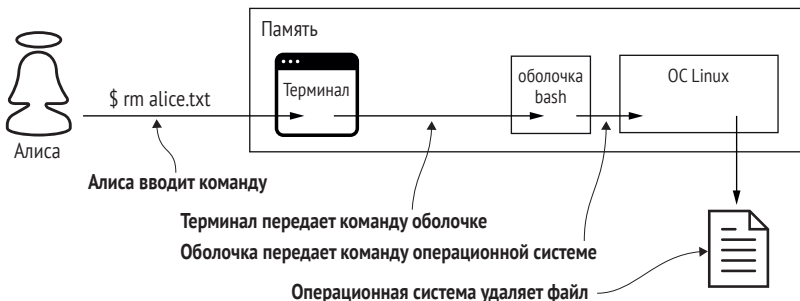 Память
Терминал
оболочка
bash
ОС Linux
$ rm alice.txt
Алиса
Алиса вводит команду
Терминал передает команду оболочке
Оболочка передает команду операционной системе
Операционная система удаляет файл